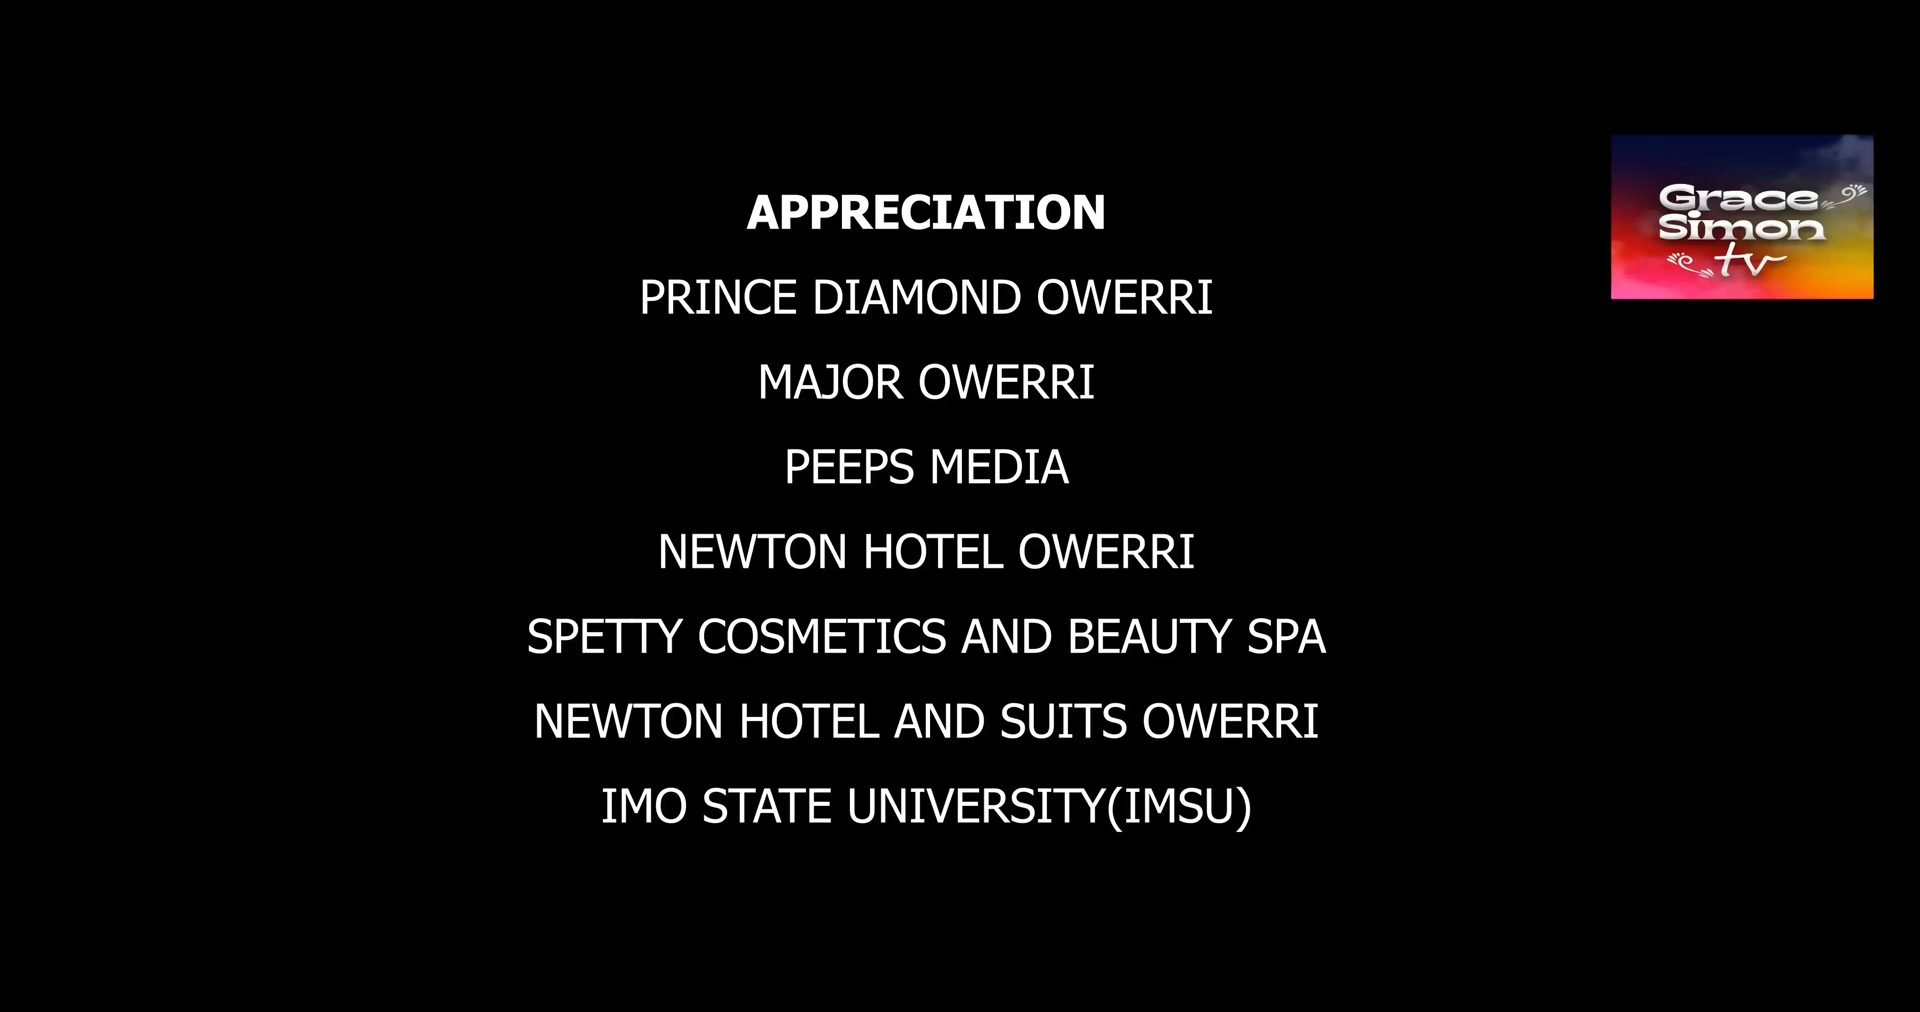 APPRECIATION
PRINCE DIAMOND OWERRI
MAJOR OWERRI
PEEPS MEDIA
NEWTON HOTEL OWERRI
SPETTY COSMETICS AND BEAUTY SPA
NEWTON HOTEL AND SUITS OWERRI
IMO STATE UNIVERSITY(IMSU)
Grace
Simon
tv